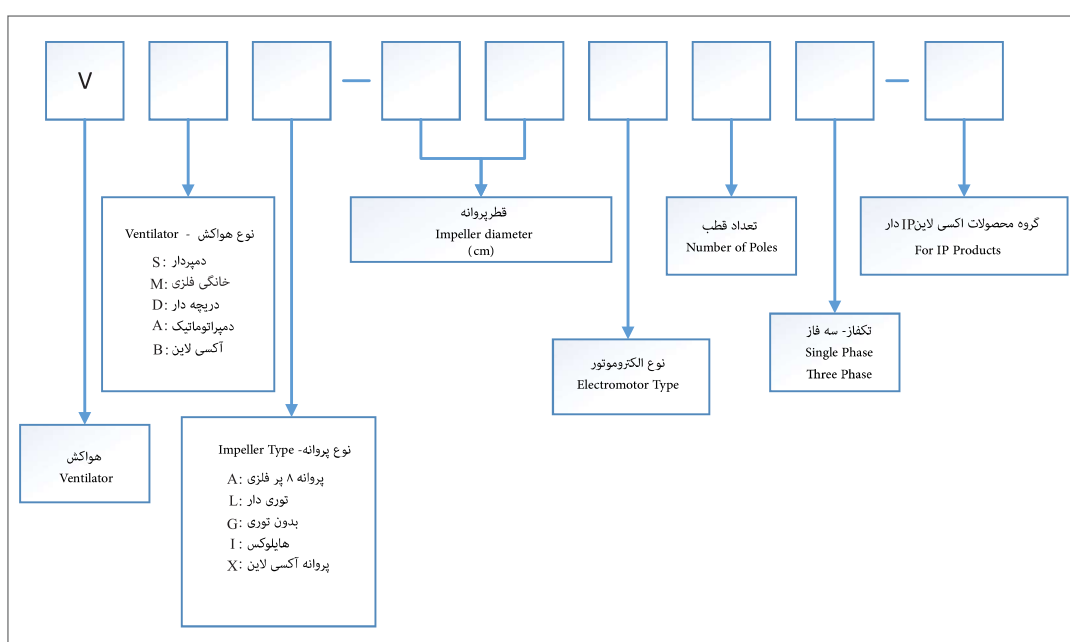 V
نوع هواکش - Ventilator
S: دمپردار
M: خانگی فلزی
D: دریچه دار
A: دمپراتوماتیک
B: آکسی لاین
قطرپروانه
Impeller diameter
(cm)
تعداد قطب
Number of Poles
گروه محصولات اکسی لاینIP دار
For IP Products
تکفاز- سه فاز
Single Phase
Three Phase
نوع الکتروموتور
Electromotor Type
هواکش
Ventilator
نوع پروانه- Impeller Type
A: پروانه ۸ پر فلزی
L: توری دار
G: بدون توری
I: هایلوکس
X: پروانه آکسی لاین